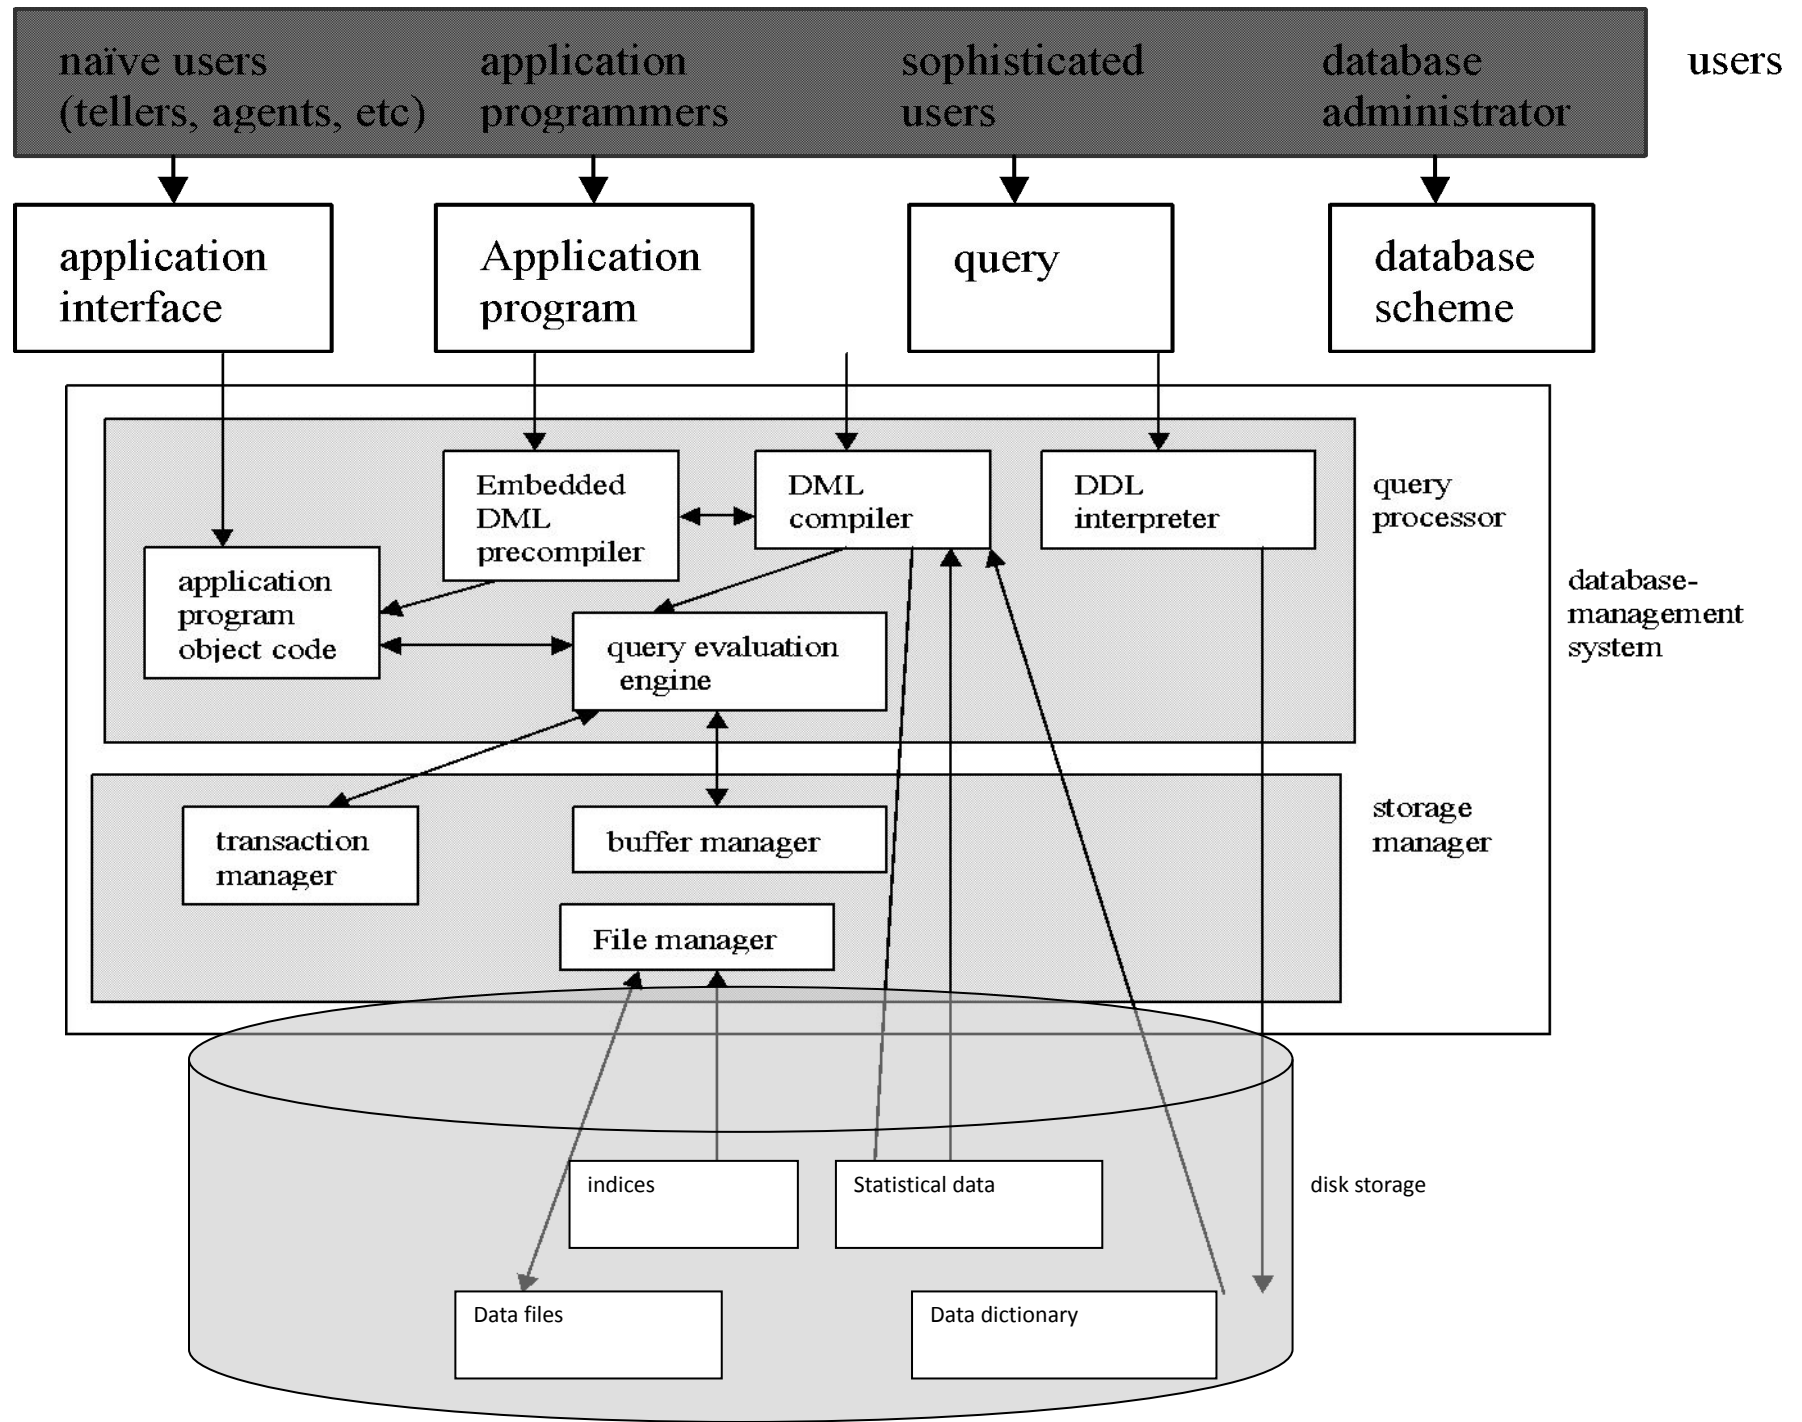 naïve users
(tellers, agents, etc)
application
programmers
sophisticated
users
database
administrator
users
application
interface
Application
program
query
database
scheme
Embedded
DML
precompiler
DML
compiler
DDL
interpreter
query
processor
application
program
object code
query evaluation
engine
database-
management
system
transaction
manager
buffer manager
storage
manager
File manager
indices
Statistical data
disk storage
Data files
Data dictionary